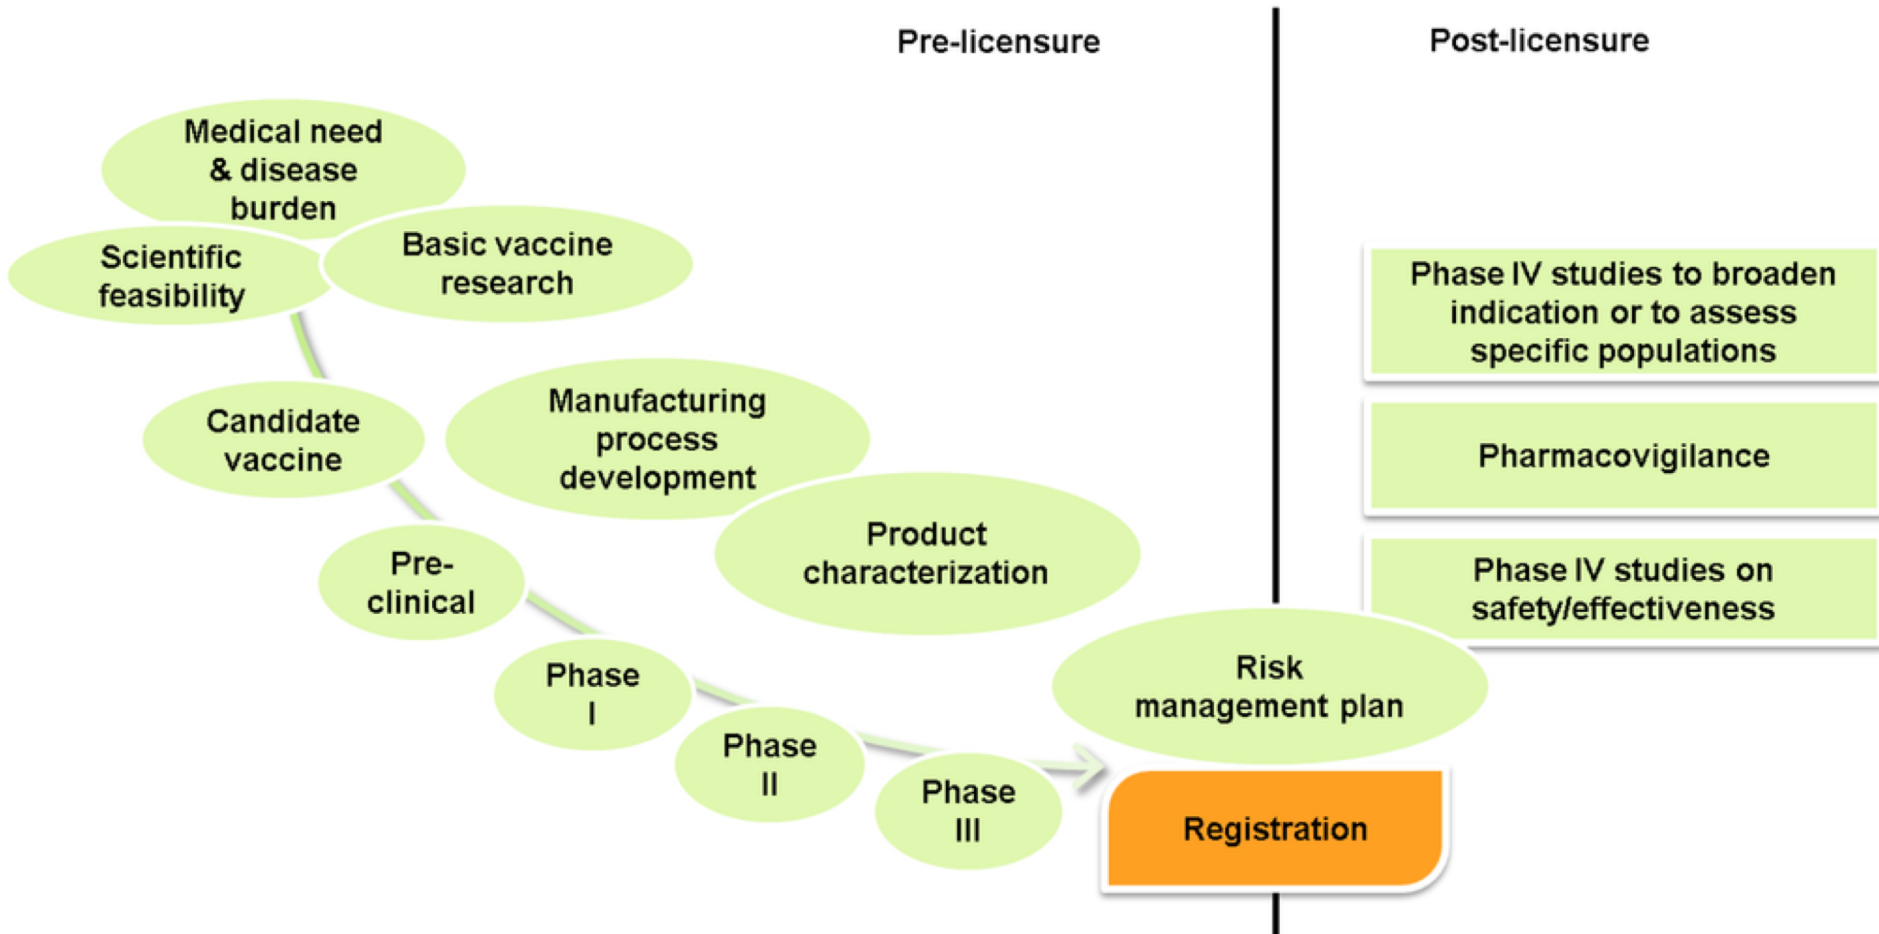 Pre-licensure
Post-licensure
Medical need
& disease
burden
Scientific
feasibility
Basic vaccine
research
Candidate
vaccine
Manufacturing
process
development
Product
characterization
Pre-
clinical
Phase
I
Phase
II
Phase
III
Risk
management plan
Registration
Phase IV studies to broaden
indication or to assess
specific populations
Pharmacovigilance
Phase IV studies on
safety/effectiveness